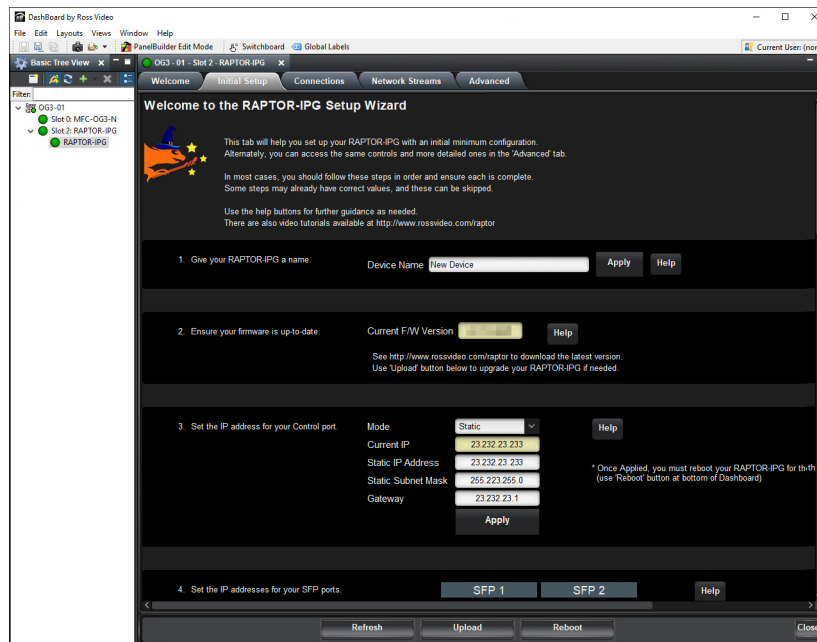 DashBoard by Ross Video
File Edit Layouts Views Window Help
PanelBuilder Edit Mode Switchboard Global Labels Current User: (nor
Basic Tree View OG3 - 01 - Slot 2 - RAPTOR-IPG
Welcome Initial Setup Connections Network Streams Advanced
Filter:
OG3-01
Slot 0: MFC-OG3-N
Slot 2: RAPTOR-IPG
RAPTOR-IPG
Welcome to the RAPTOR-IPG Setup Wizard
This tab will help you set up your RAPTOR-IPG with an initial minimum configuration.
Alternately, you can access the same controls and more detailed ones in the 'Advanced' tab.
In most cases, you should follow these steps in order and ensure each is complete.
Some steps may already have correct values, and these can be skipped.
Use the help buttons for further guidance as needed.
There are also video tutorials available at http://www.rossvideo.com/raptor
1. Give your RAPTOR-IPG a name. Device Name New Device Apply Help
2. Ensure your firmware is up-to-date. Current F/W Version Help
See http://www.rossvideo.com/raptor to download the latest version.
Use 'Upload' button below to upgrade your RAPTOR-IPG if needed.
3. Set the IP address for your Control port. Mode Static Help
Current IP 23.232.23.233
Static IP Address 23.232.23.233
Static Subnet Mask 255.223.255.0
Gateway 23.232.23.1
Apply
* Once Applied, you must reboot your RAPTOR-IPG for th
(use 'Reboot' button at bottom of Dashboard)
4. Set the IP addresses for your SFP ports. SFP 1 SFP 2 Help
Refresh Upload Reboot Close